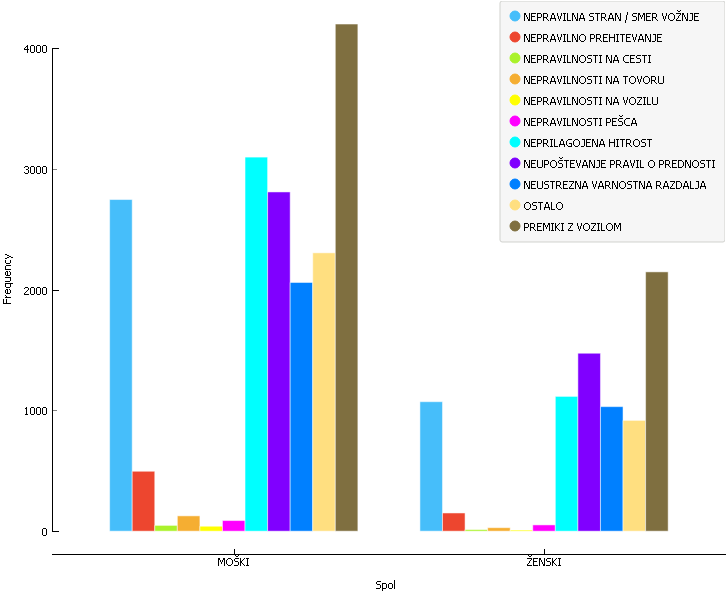 NEPRAVILNA STRAN / SMER VOŽNJE
NEPRAVILNO PREHITEVANJE
NEPRAVILNOSTI NA CESTI
NEPRAVILNOSTI NA TOVORU
NEPRAVILNOSTI NA VOZILU
NEPRAVILNOSTI PEŠCA
NEPRILAGOJENA HITROST
NEUPOŠTEVANJE PRAVIL O PREDNOSTI
NEUSTREZNA VARNOSTNA RAZDALJA
OSTALO
PREMIKI Z VOZILOM
4000
3000
2000
1000
0
Frequency
MOŠKI
ŽENSKI
Spol